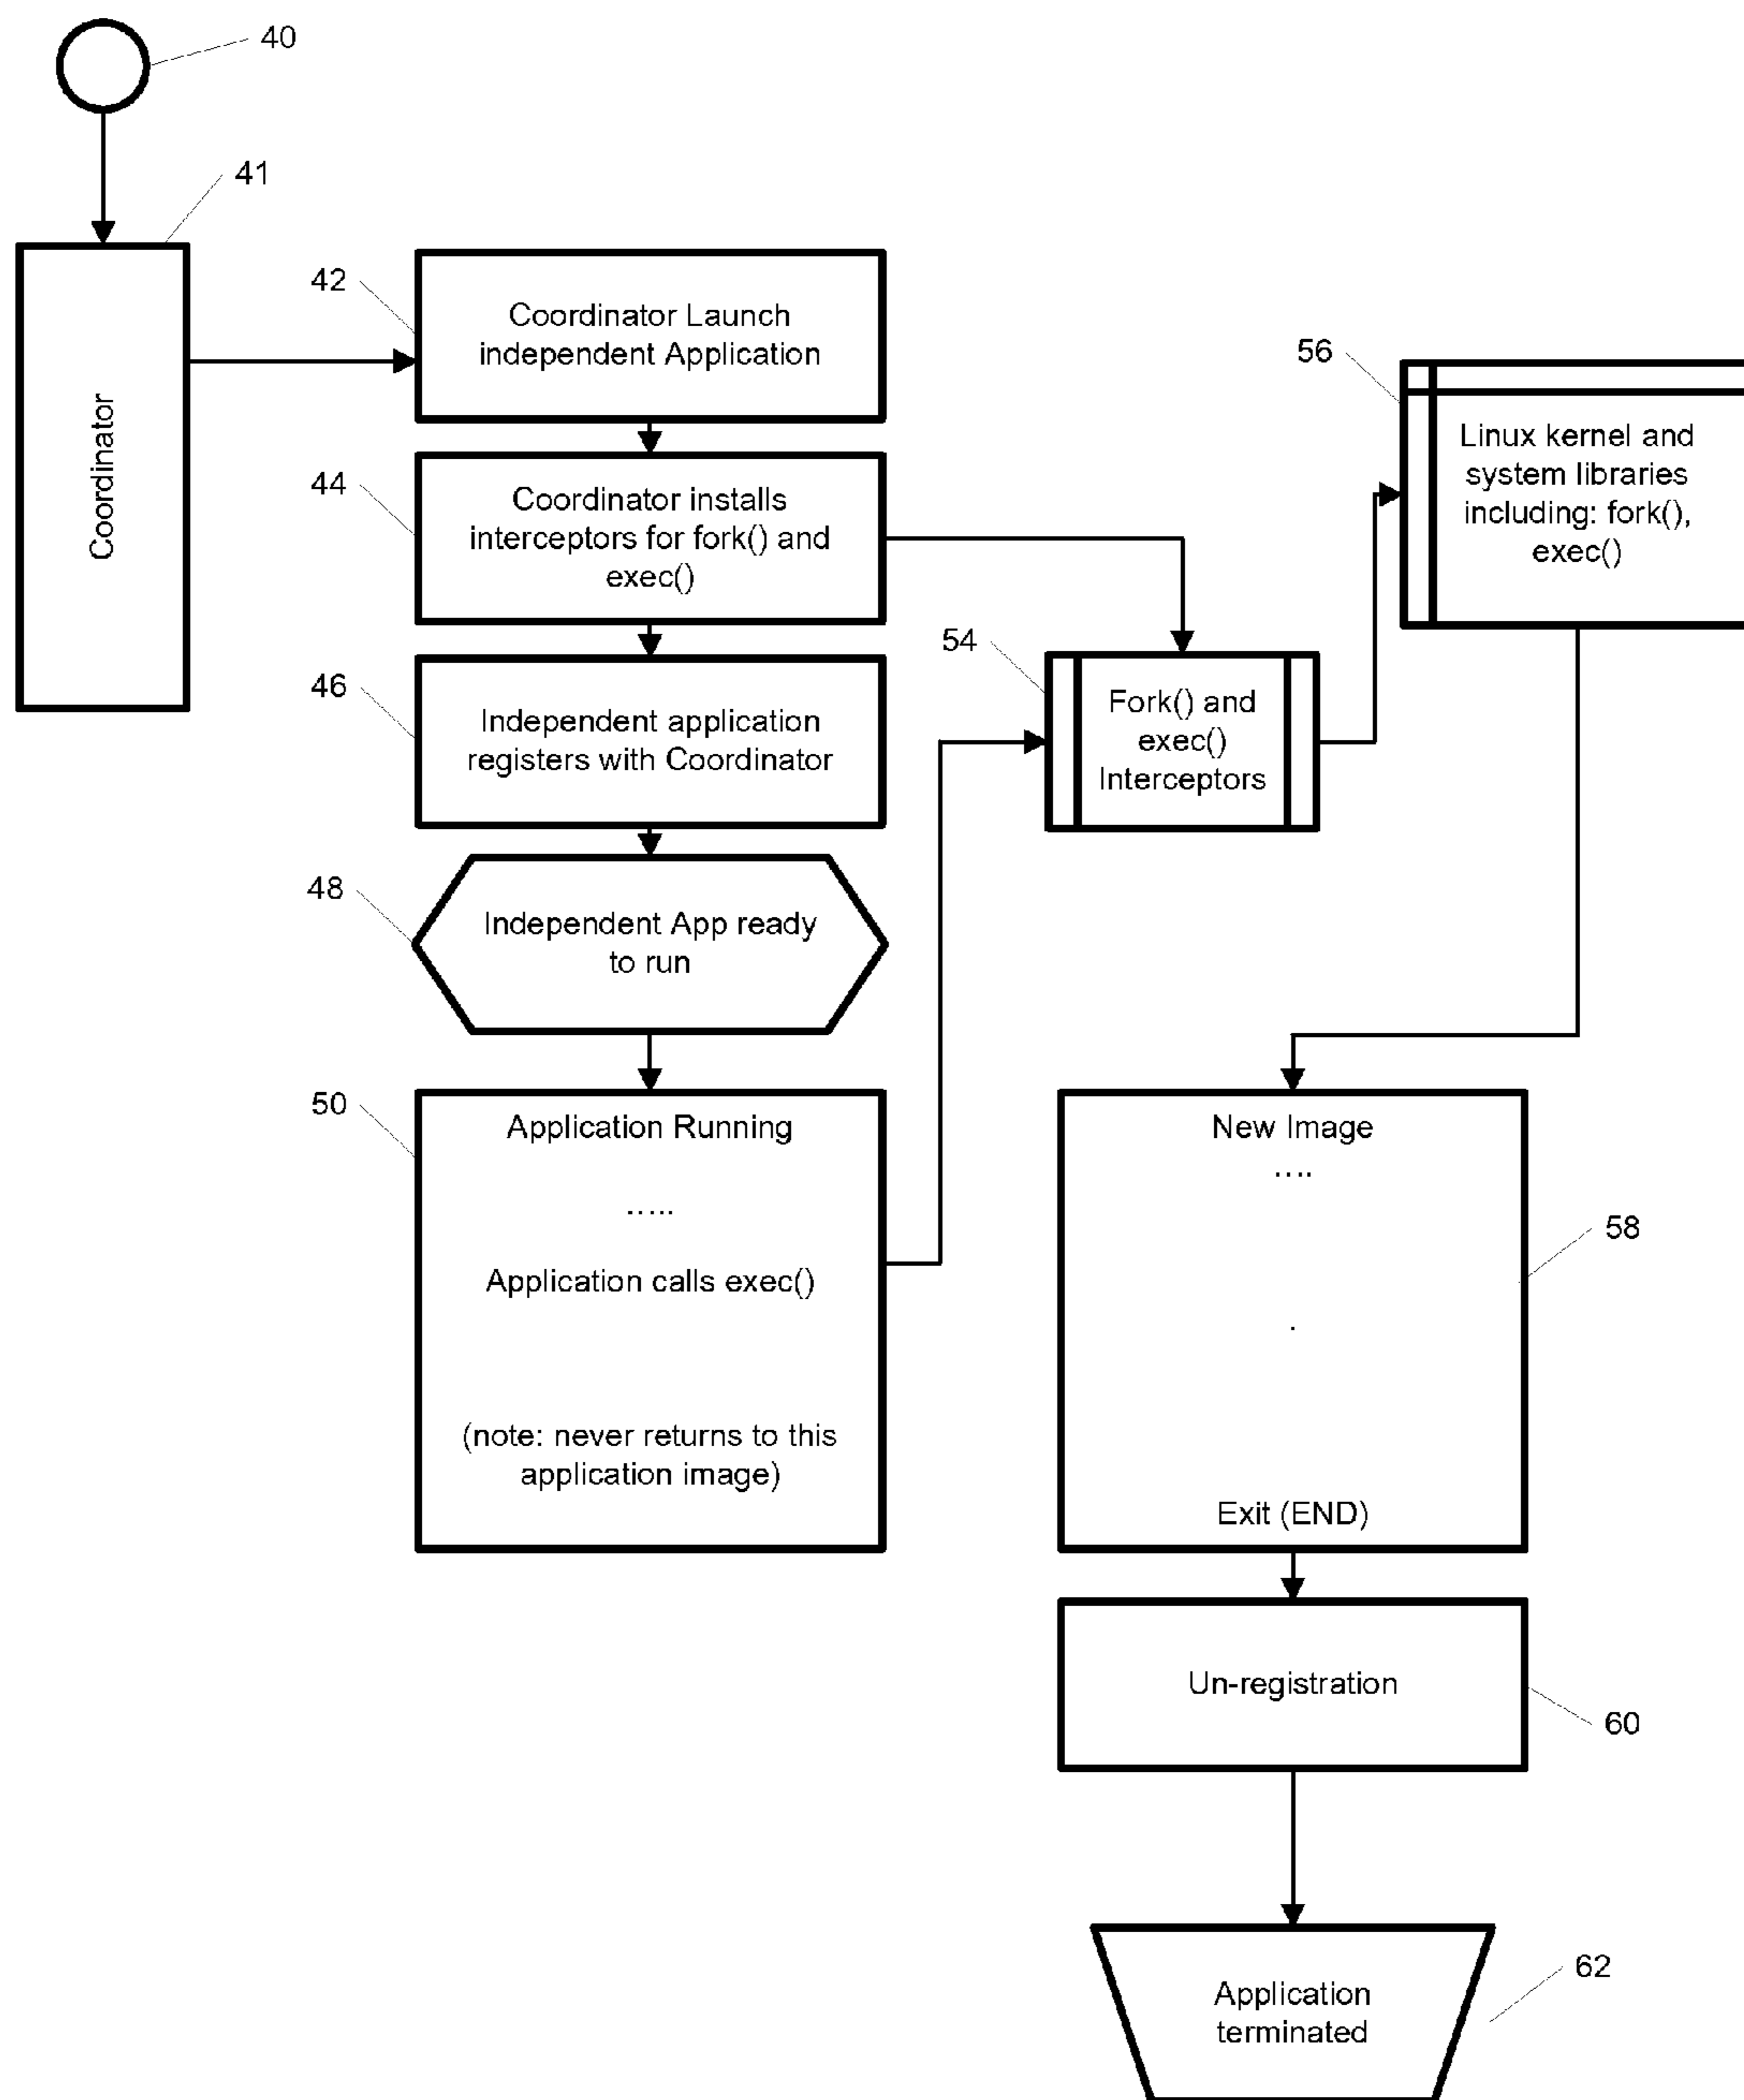 40
41
Coordinator
42
Coordinator Launch
independent Application
44
Coordinator installs
interceptors for fork() and
exec()
46
Independent application
registers with Coordinator
48
Independent App ready
to run
50
Application Running
.....
Application calls exec()
(note: never returns to this
application image)
54
Fork() and
exec()
Interceptors
56
Linux kernel and
system libraries
including: fork(),
exec()
New Image
....
.
Exit (END)
58
Un-registration
60
Application
terminated
62